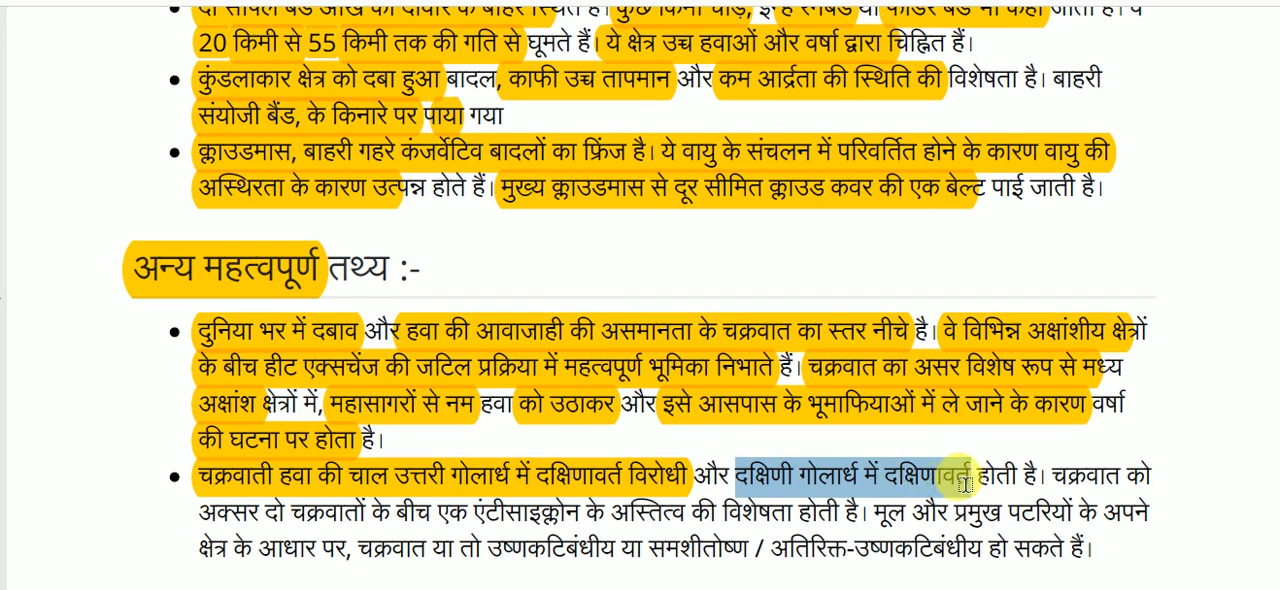 दो सर्पिल बैंड आंख की दीवार के बाहर स्थित हैं। कुछ किमी चौड़े, इन्हें रेनबैंड या फीडर बैंड भी कहा जाता है। ये
20 किमी से 55 किमी तक की गति से घूमते हैं। ये क्षेत्र उच्च हवाओं और वर्षा द्वारा चिह्नित हैं।
कुंडलाकार क्षेत्र को दबा हुआ बादल, काफी उच्च तापमान और कम आर्द्रता की स्थिति की विशेषता है। बाहरी
संयोजी बैंड, के किनारे पर पाया गया
क्लाउडमास, बाहरी गहरे कंजर्वेटिव बादलों का फ्रिंज है। ये वायु के संचलन में परिवर्तित होने के कारण वायु की
अस्थिरता के कारण उत्पन्न होते हैं। मुख्य क्लाउडमास से दूर सीमित क्लाउड कवर की एक बेल्ट पाई जाती है।
अन्य महत्वपूर्ण तथ्य :-
दुनिया भर में दबाव और हवा की आवाजाही की असमानता के चक्रवात का स्तर नीचे है। वे विभिन्न अक्षांशीय क्षेत्रों
के बीच हीट एक्सचेंज की जटिल प्रक्रिया में महत्वपूर्ण भूमिका निभाते हैं। चक्रवात का असर विशेष रूप से मध्य
अक्षांश क्षेत्रों में, महासागरों से नम हवा को उठाकर और इसे आसपास के भूमाफियाओं में ले जाने के कारण वर्षा
की घटना पर होता है।
चक्रवाती हवा की चाल उत्तरी गोलार्ध में दक्षिणावर्त विरोधी और दक्षिणी गोलार्ध में दक्षिणावर्त होती है। चक्रवात को
अक्सर दो चक्रवातों के बीच एक एंटीसाइक्लोन के अस्तित्व की विशेषता होती है। मूल और प्रमुख पटरियों के अपने
क्षेत्र के आधार पर, चक्रवात या तो उष्णकटिबंधीय या समशीतोष्ण / अतिरिक्त-उष्णकटिबंधीय हो सकते हैं।